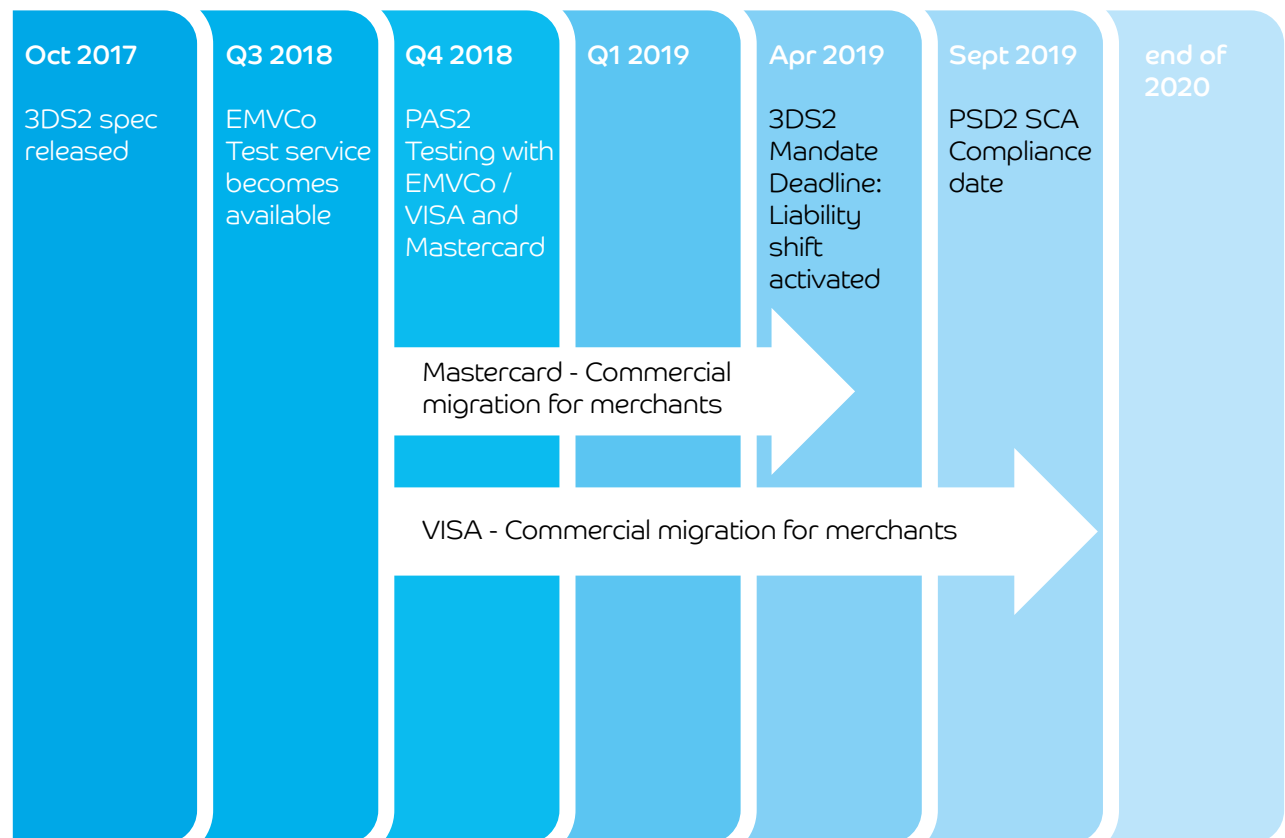 Oct 2017
3DS2 spec
released
Q3 2018
EMVCo
Test service
becomes
available
Q4 2018
PAS2
Testing with
EMVCo /
VISA and
Mastercard
Q1 2019
Apr 2019
3DS2
Mandate
Deadline:
Liability
shift
activated
Sept 2019
PSD2 SCA
Compliance
date
end of
2020
Mastercard - Commercial
migration for merchants
VISA - Commercial migration for merchants